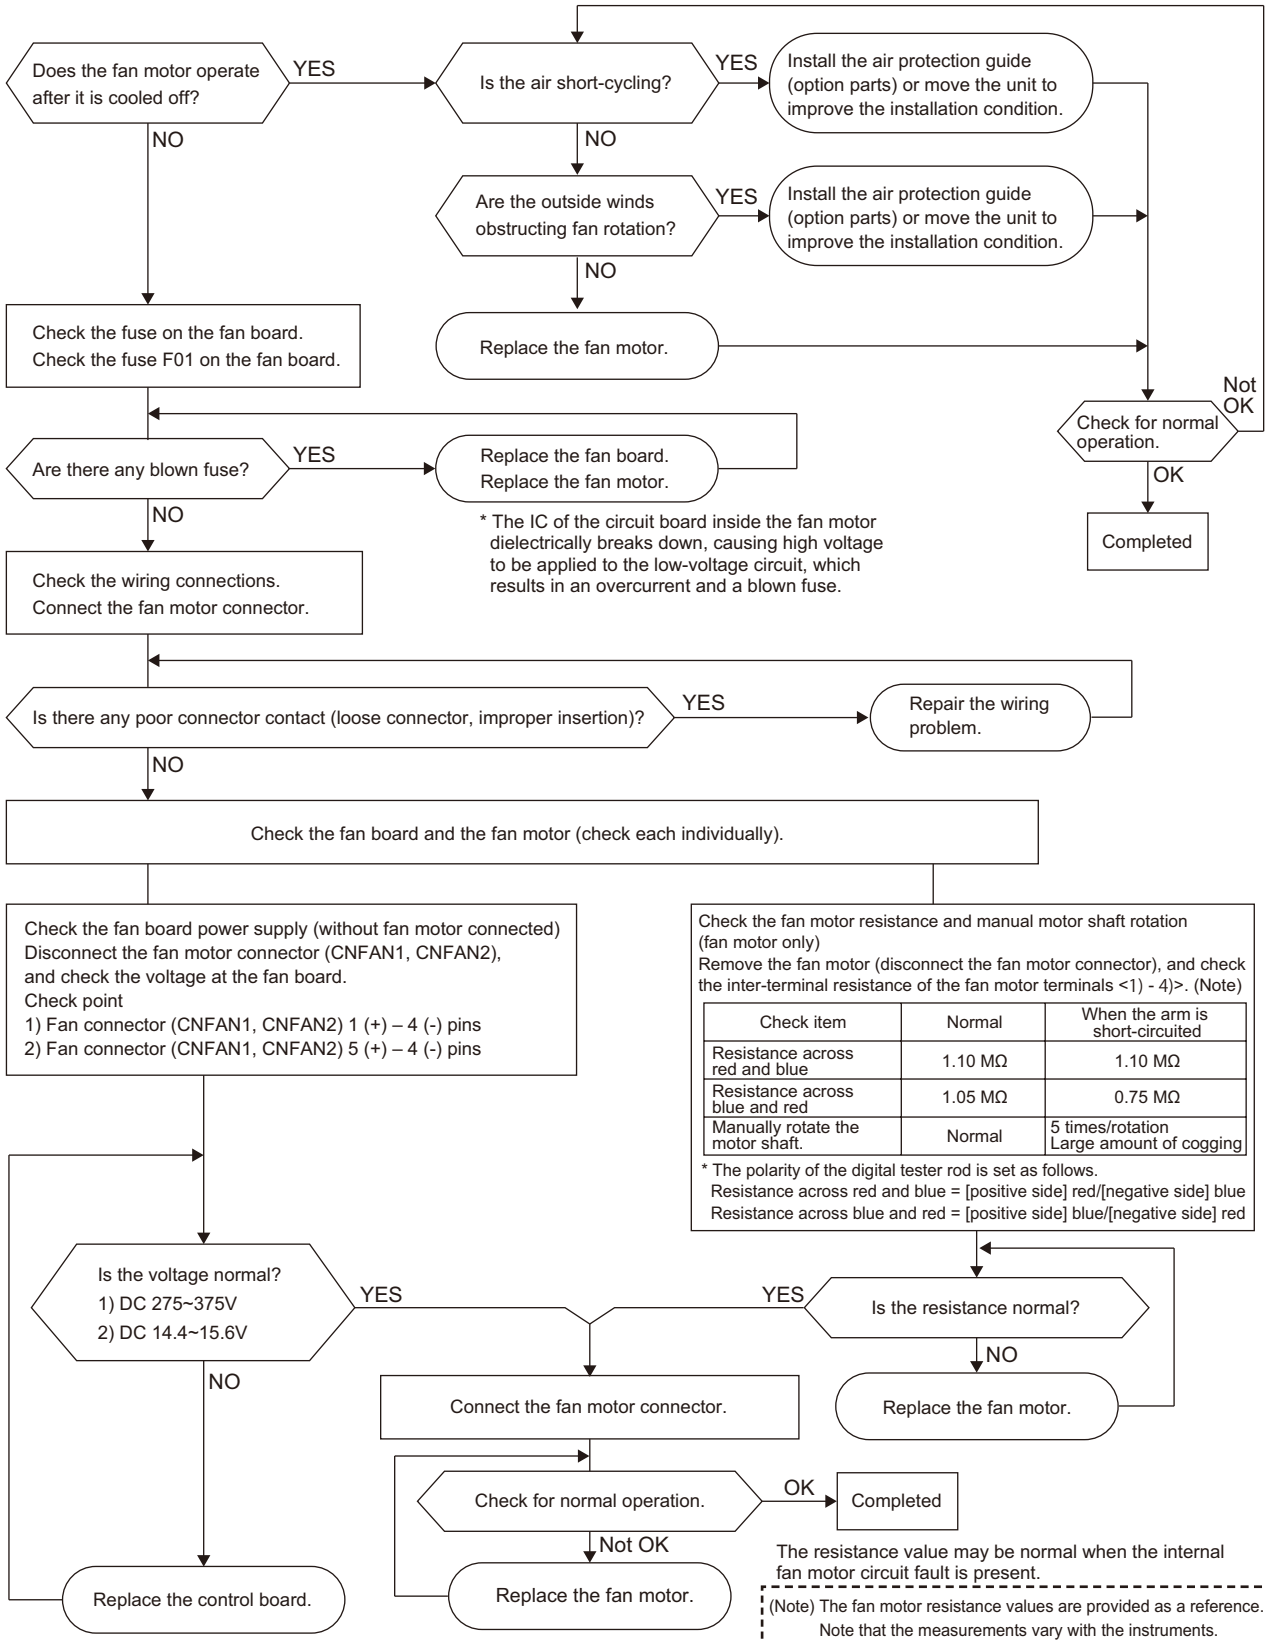 Does the fan motor operate
after it is cooled off?
YES
Is the air short-cycling?
YES
Install the air protection guide
(option parts) or move the unit to
improve the installation condition.
NO
NO
Are the outside winds
obstructing fan rotation?
YES
Install the air protection guide
(option parts) or move the unit to
improve the installation condition.
NO
Check the fuse on the fan board.
Check the fuse F01 on the fan board.
Replace the fan motor.
Not
OK
Check for normal
operation.
OK
Completed
Are there any blown fuse?
YES
Replace the fan board.
Replace the fan motor.
NO
* The IC of the circuit board inside the fan motor
dielectrically breaks down, causing high voltage
to be applied to the low-voltage circuit, which
results in an overcurrent and a blown fuse.
Check the wiring connections.
Connect the fan motor connector.
Is there any poor connector contact (loose connector, improper insertion)?
YES
Repair the wiring
problem.
NO
Check the fan board and the fan motor (check each individually).
Check the fan board power supply (without fan motor connected)
Disconnect the fan motor connector (CNFAN1, CNFAN2),
and check the voltage at the fan board.
Check point
1) Fan connector (CNFAN1, CNFAN2) 1 (+) – 4 (-) pins
2) Fan connector (CNFAN1, CNFAN2) 5 (+) – 4 (-) pins
Check the fan motor resistance and manual motor shaft rotation
(fan motor only)
Remove the fan motor (disconnect the fan motor connector), and check
the inter-terminal resistance of the fan motor terminals <1) - 4)>. (Note)
Check item
Normal
When the arm is
short-circuited
Resistance across
red and blue
1.10 MΩ
1.10 MΩ
Resistance across
blue and red
1.05 MΩ
0.75 MΩ
Manually rotate the
motor shaft.
Normal
5 times/rotation
Large amount of cogging
* The polarity of the digital tester rod is set as follows.
Resistance across red and blue = [positive side] red/[negative side] blue
Resistance across blue and red = [positive side] blue/[negative side] red
Is the voltage normal?
1) DC 275~375V
2) DC 14.4~15.6V
YES
YES
Is the resistance normal?
NO
NO
Connect the fan motor connector.
Replace the fan motor.
Check for normal operation.
OK
Completed
Not OK
Replace the control board.
Replace the fan motor.
The resistance value may be normal when the internal
fan motor circuit fault is present.
(Note) The fan motor resistance values are provided as a reference.
Note that the measurements vary with the instruments.